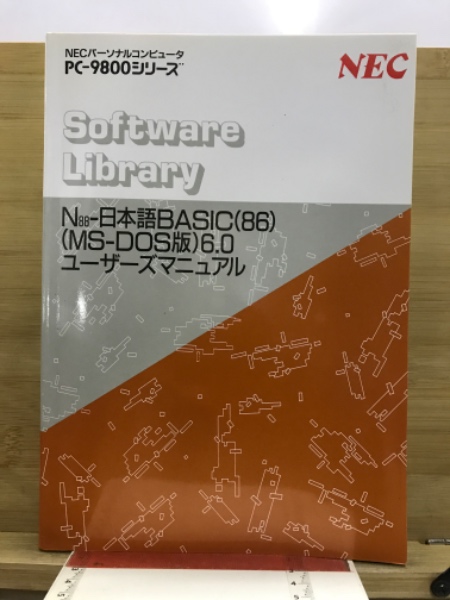 NECパーソナルコンピュータ
PC-9800シリーズ
NEC
Software
Library
N88-日本語BASIC(86)
(MS-DOS版)6.0
ユーザーズマニュアル